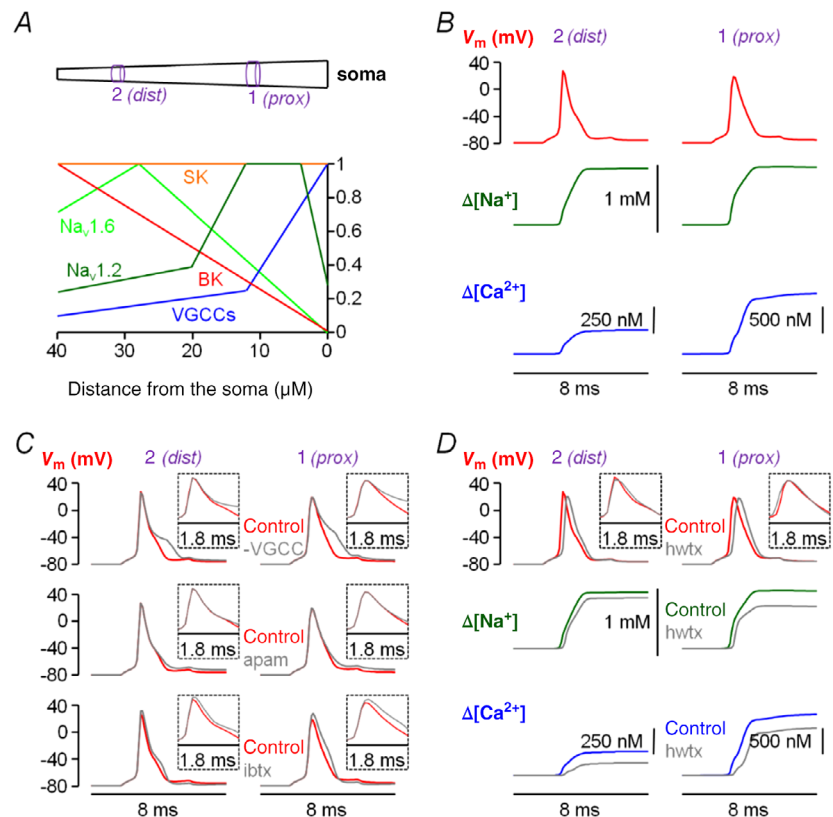 A
soma
2 (dist)
1 (prox)
1
0.8
0.6
0.4
0.2
0
SK
Nav1.6
Nav1.2
BK
VGCCs
40 30 20 10 0
Distance from the soma (μM)
B
Vm (mV) 2 (dist) 1 (prox)
40
0
-40
-80
Δ[Na+]
1 mM
Δ[Ca2+]
250 nM
500 nM
8 ms 8 ms
C
Vm (mV) 2 (dist) 1 (prox)
40
0
-40
-80
1.8 ms
Control
-VGCC
1.8 ms
40
0
-40
-80
1.8 ms
Control
apam
1.8 ms
40
0
-40
-80
1.8 ms
Control
ibtx
1.8 ms
8 ms 8 ms
D
Vm (mV) 2 (dist) 1 (prox)
40
0
-40
-80
1.8 ms
Control
hwtx
1.8 ms
Δ[Na+]
1 mM
Control
hwtx
Δ[Ca2+]
250 nM
Control
hwtx
500 nM
8 ms 8 ms